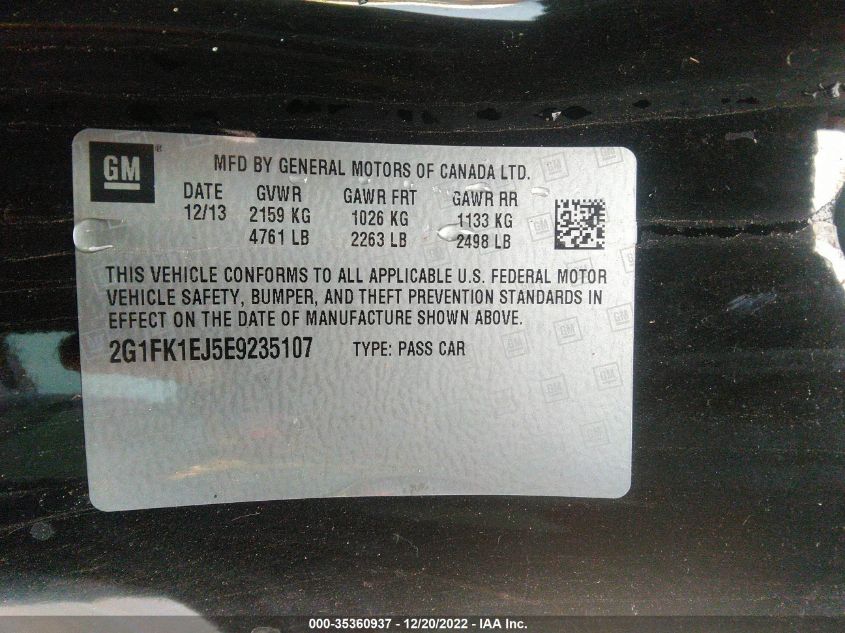 GM ®
MFD BY GENERAL MOTORS OF CANADA LTD.
DATE GVWR GAWR FRT GAWR RR
12/13 2159 KG 1026 KG 1133 KG
4761 LB 2263 LB 2498 LB
THIS VEHICLE CONFORMS TO ALL APPLICABLE U.S. FEDERAL MOTOR
VEHICLE SAFETY, BUMPER, AND THEFT PREVENTION STANDARDS IN
EFFECT ON THE DATE OF MANUFACTURE SHOWN ABOVE.
2G1FK1EJ5E9235107 TYPE: PASS CAR
000-35360937 - 12/20/2022 - IAA Inc.